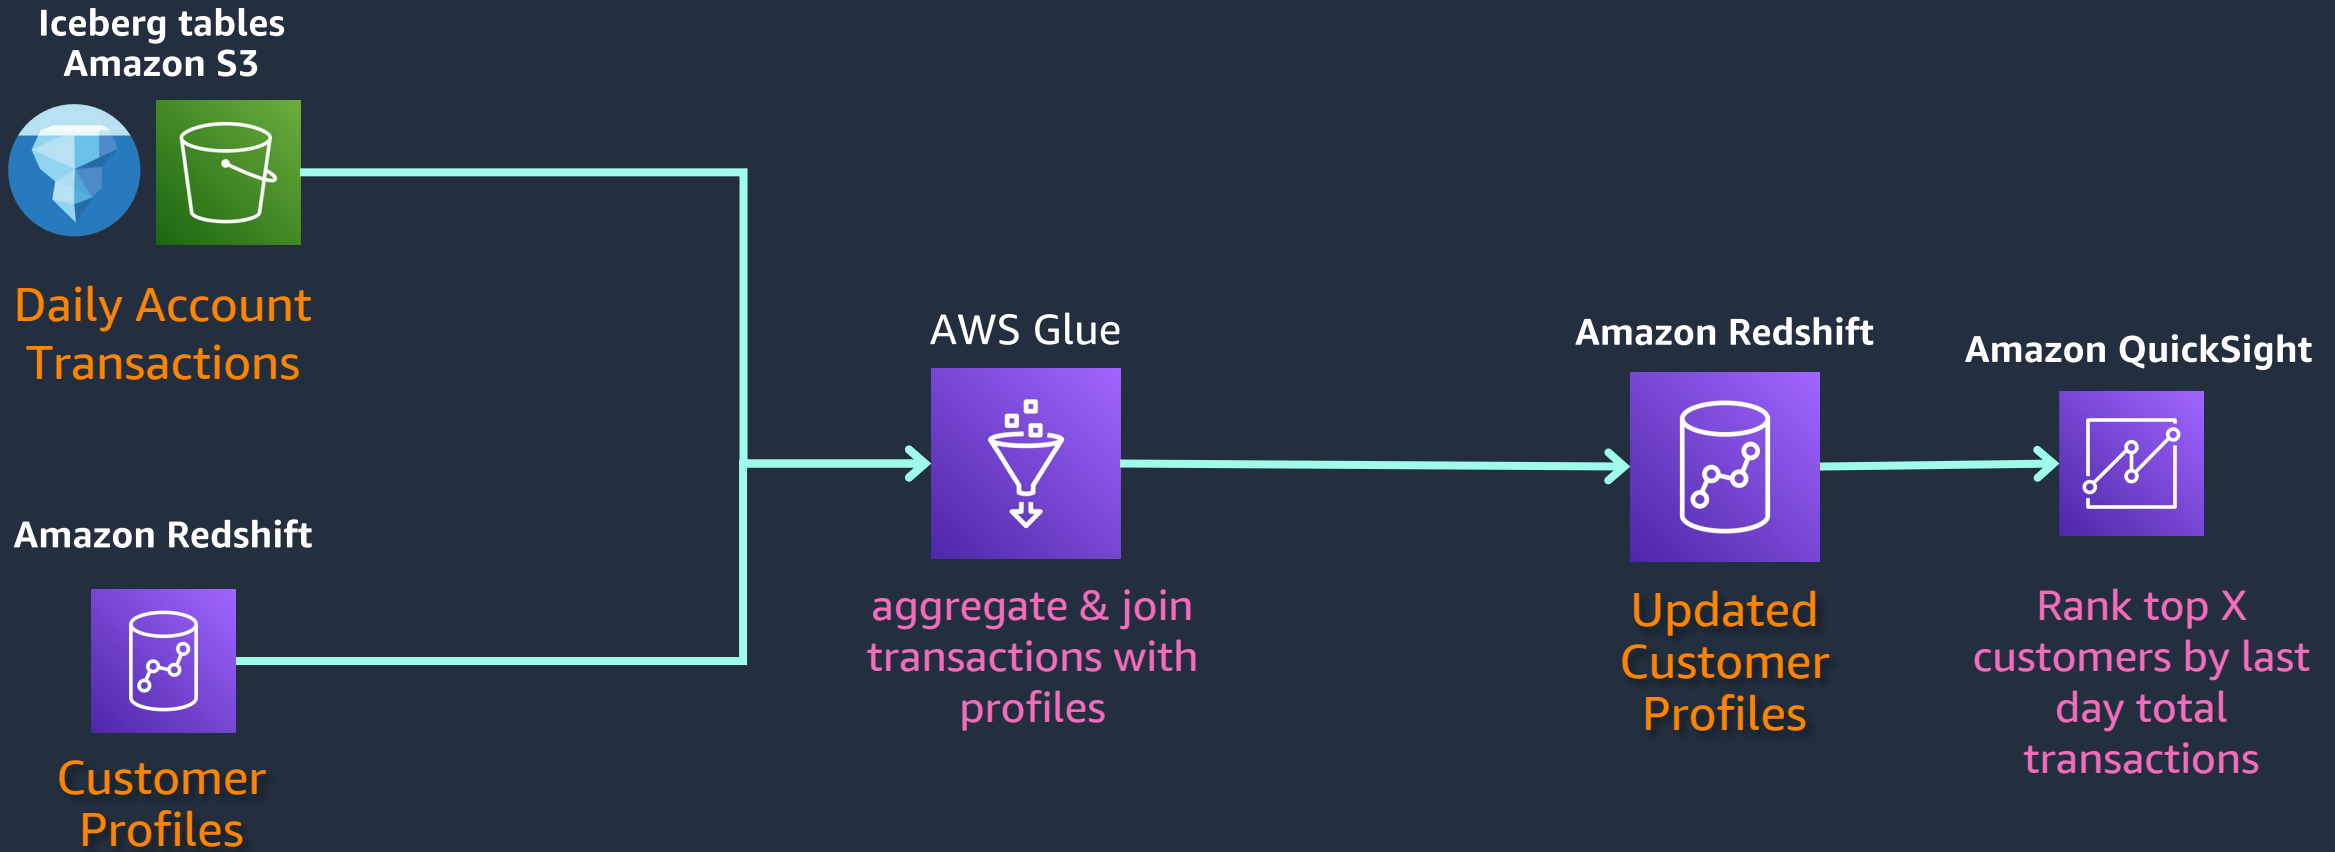 Iceberg tables
Amazon S3
Daily Account
Transactions
Amazon Redshift
Customer
Profiles
AWS Glue
aggregate & join
transactions with
profiles
Amazon Redshift
Updated
Customer
Profiles
Amazon QuickSight
Rank top X
customers by last
day total
transactions